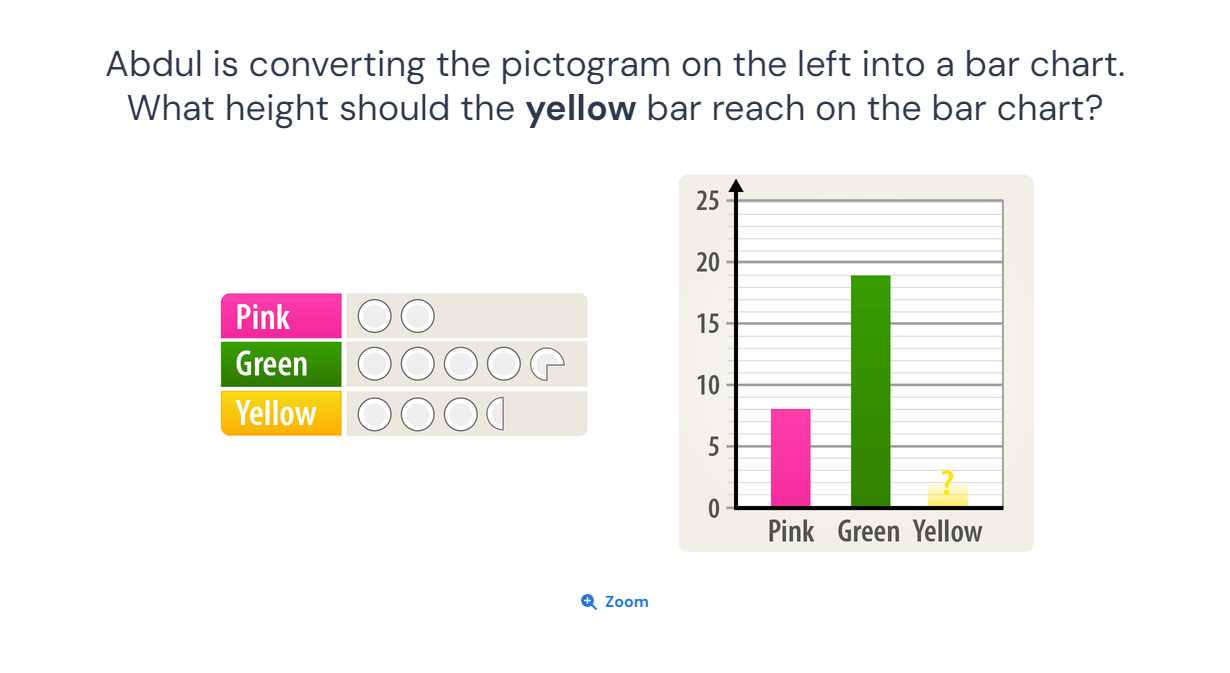 Abdul is converting the pictogram on the left into a bar chart.
What height should the yellow bar reach on the bar chart?
Pink
Green
Yellow
25
20
15
10
5
0
?
Pink Green Yellow
Zoom